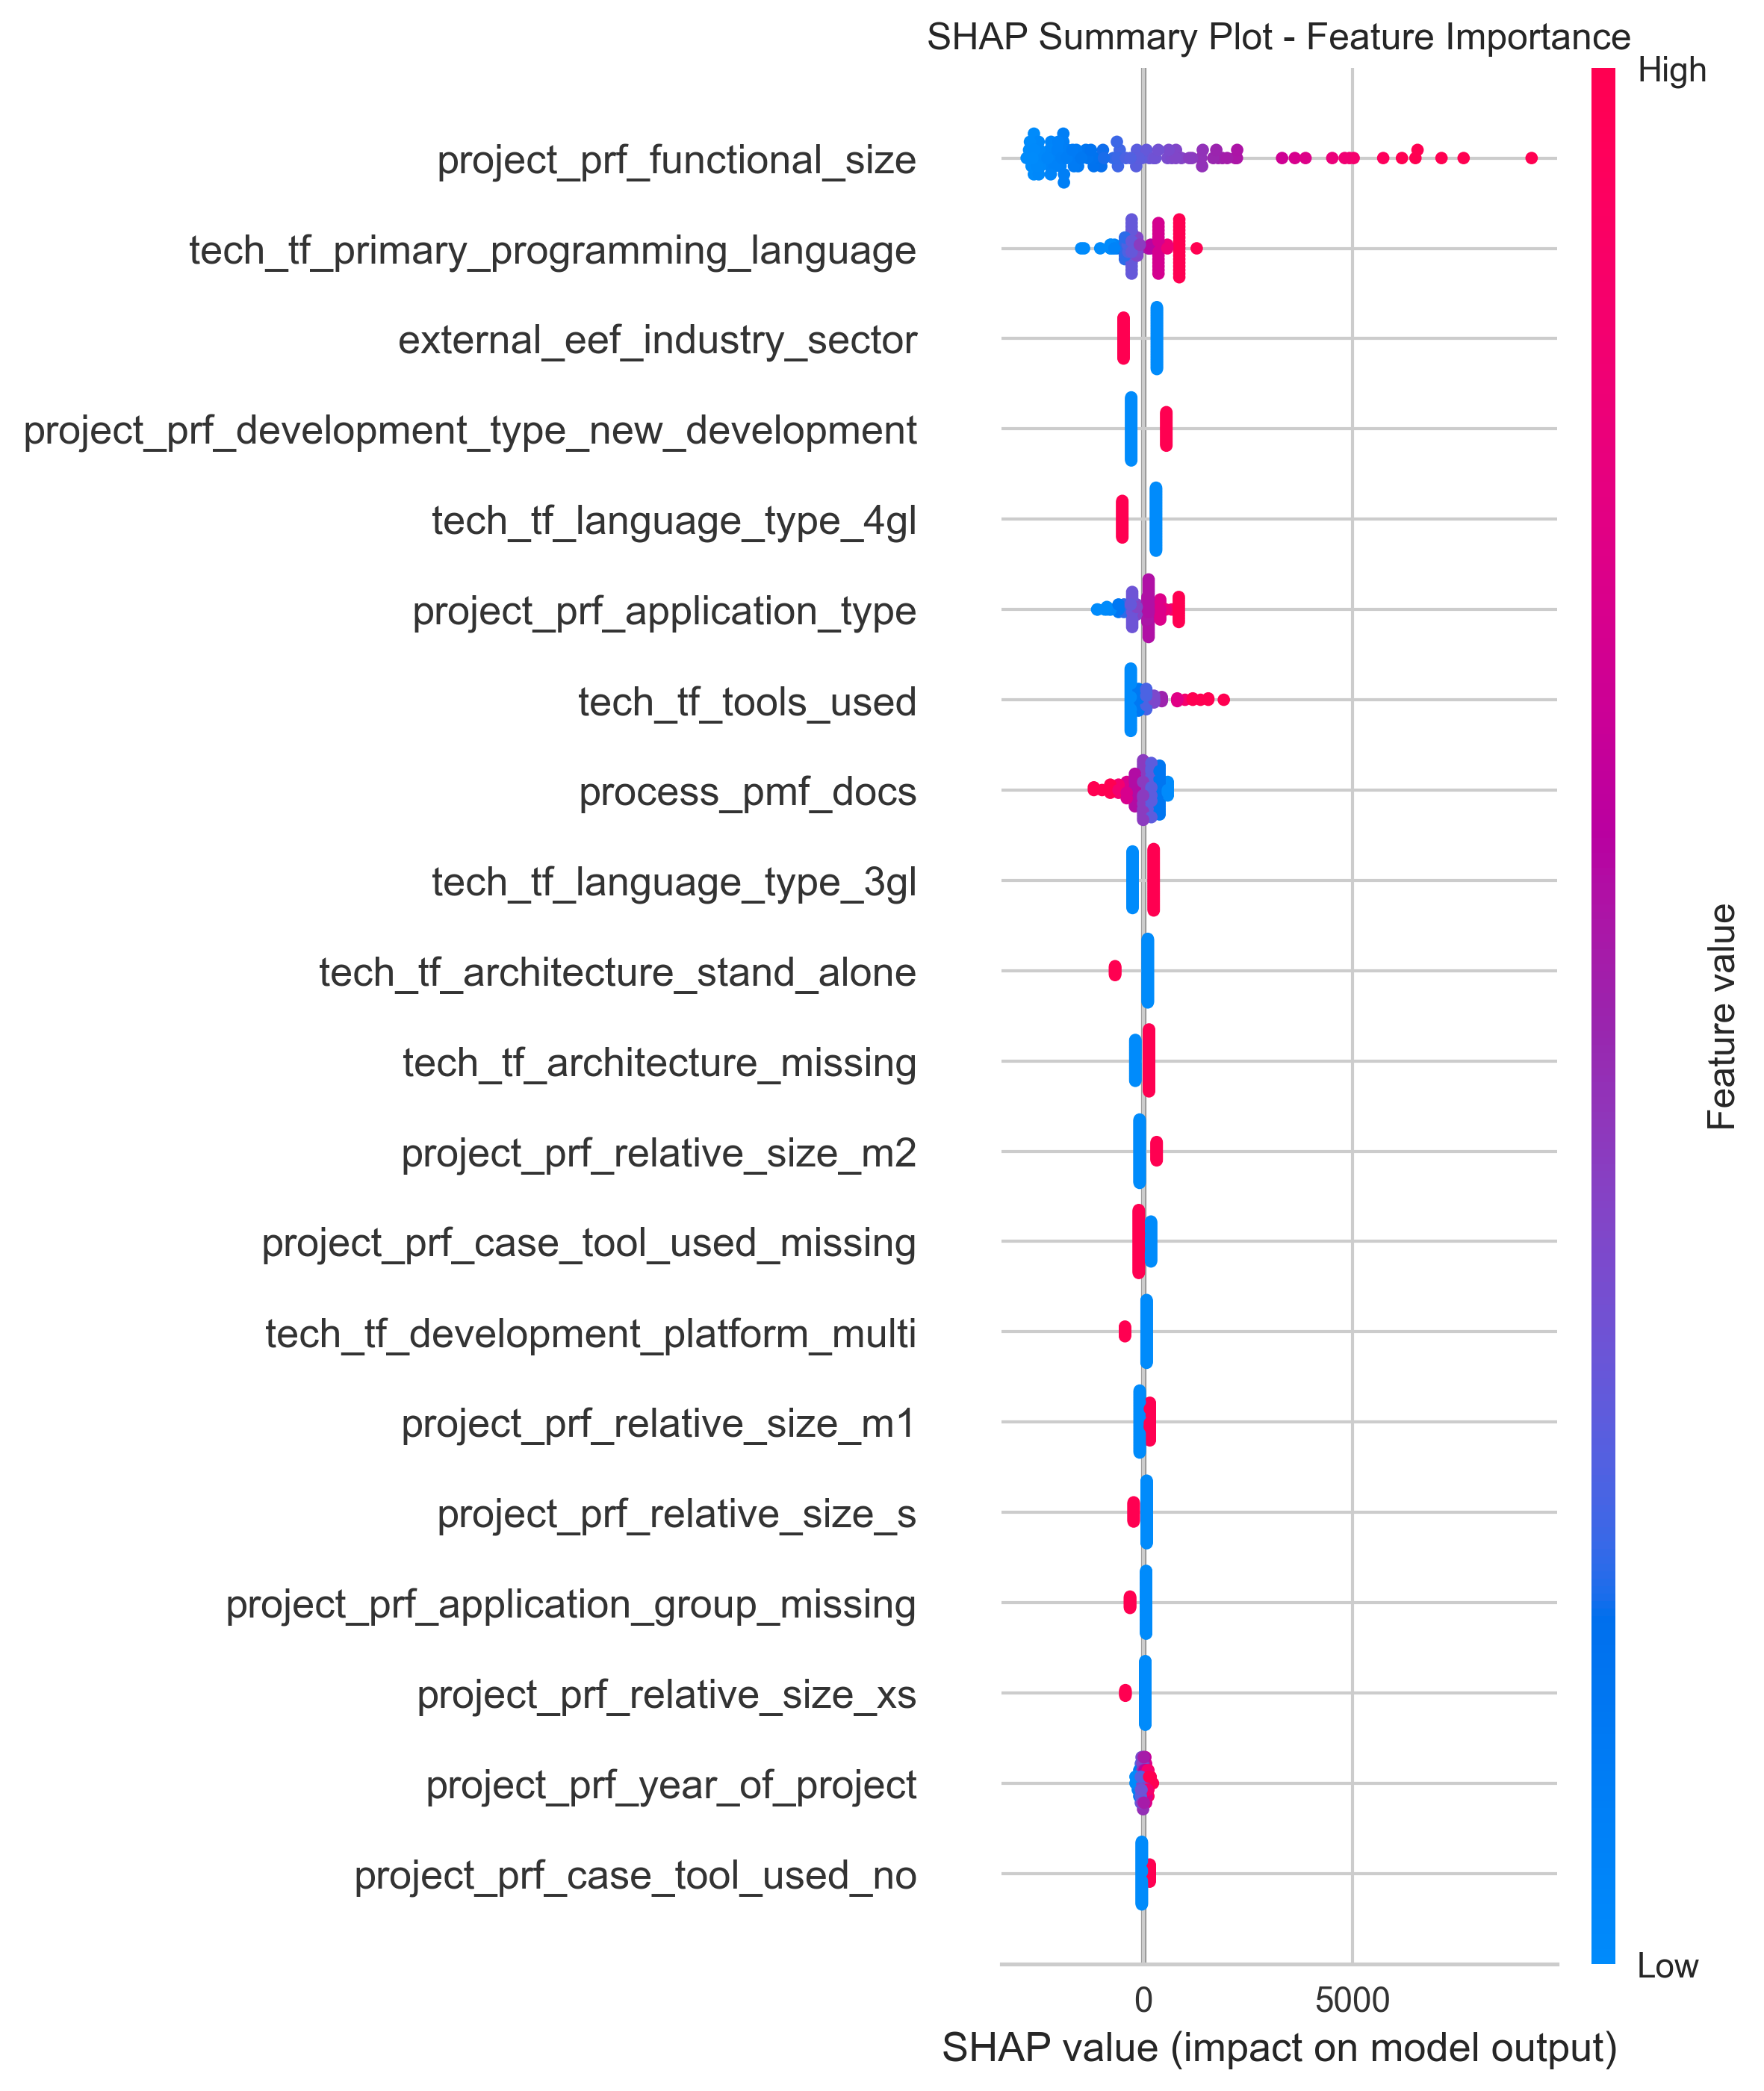 SHAP Summary Plot - Feature Importance
High
project_prf_functional_size
tech_tf_primary_programming_language
external_eef_industry_sector
project_prf_development_type_new_development
tech_tf_language_type_4gl
project_prf_application_type
tech_tf_tools_used
process_pmf_docs
tech_tf_language_type_3gl
tech_tf_architecture_stand_alone
tech_tf_architecture_missing
project_prf_relative_size_m2
project_prf_case_tool_used_missing
tech_tf_development_platform_multi
project_prf_relative_size_m1
project_prf_relative_size_s
project_prf_application_group_missing
project_prf_relative_size_xs
project_prf_year_of_project
project_prf_case_tool_used_no
Feature value
Low
0 5000
SHAP value (impact on model output)